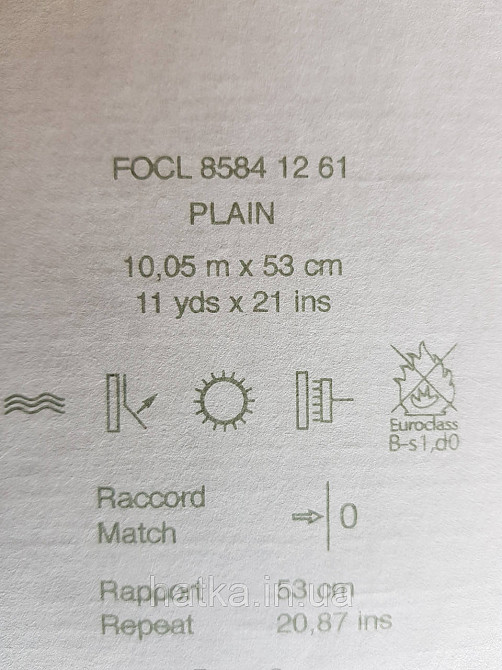 FOCL 8584 12 61
PLAIN
10,05 m x 53 cm
11 yds x 21 ins
Euroclass
B-s1,d0
Raccord
Match
0
Rapport 53 cm
hatka.in.ua
Repeat 20,87 ins